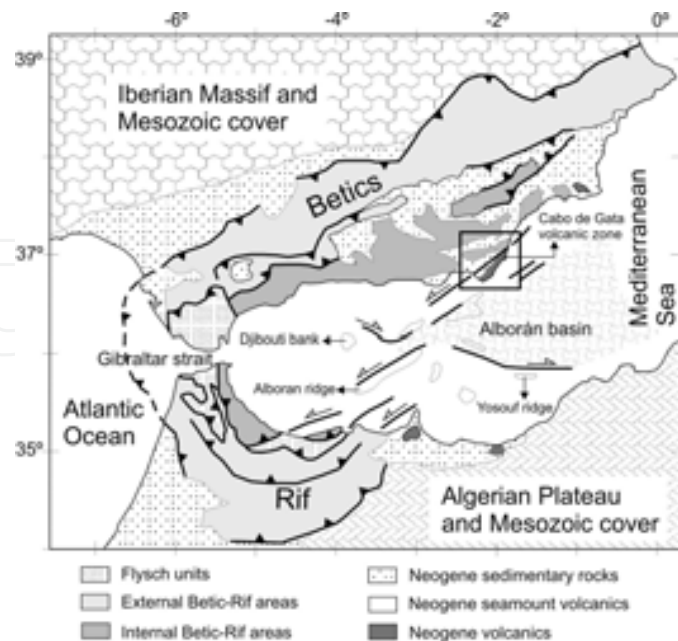 -6º
-4º
-2º
0º
39º
Iberian Massif and
Mesozoic cover
Betics
Cabo de Gata
volcanic zone
37º
Mediterranean
Sea
Djibouti bank
Alborán basin
Gibraltar strait
Alboran ridge
Yosouf ridge
Atlantic
Ocean
35º
Rif
Algerian Plateau
and Mesozoic cover
Flysch units
External Betic-Rif areas
Internal Betic-Rif areas
Neogene sedimentary rocks
Neogene seamount volcanics
Neogene volcanics